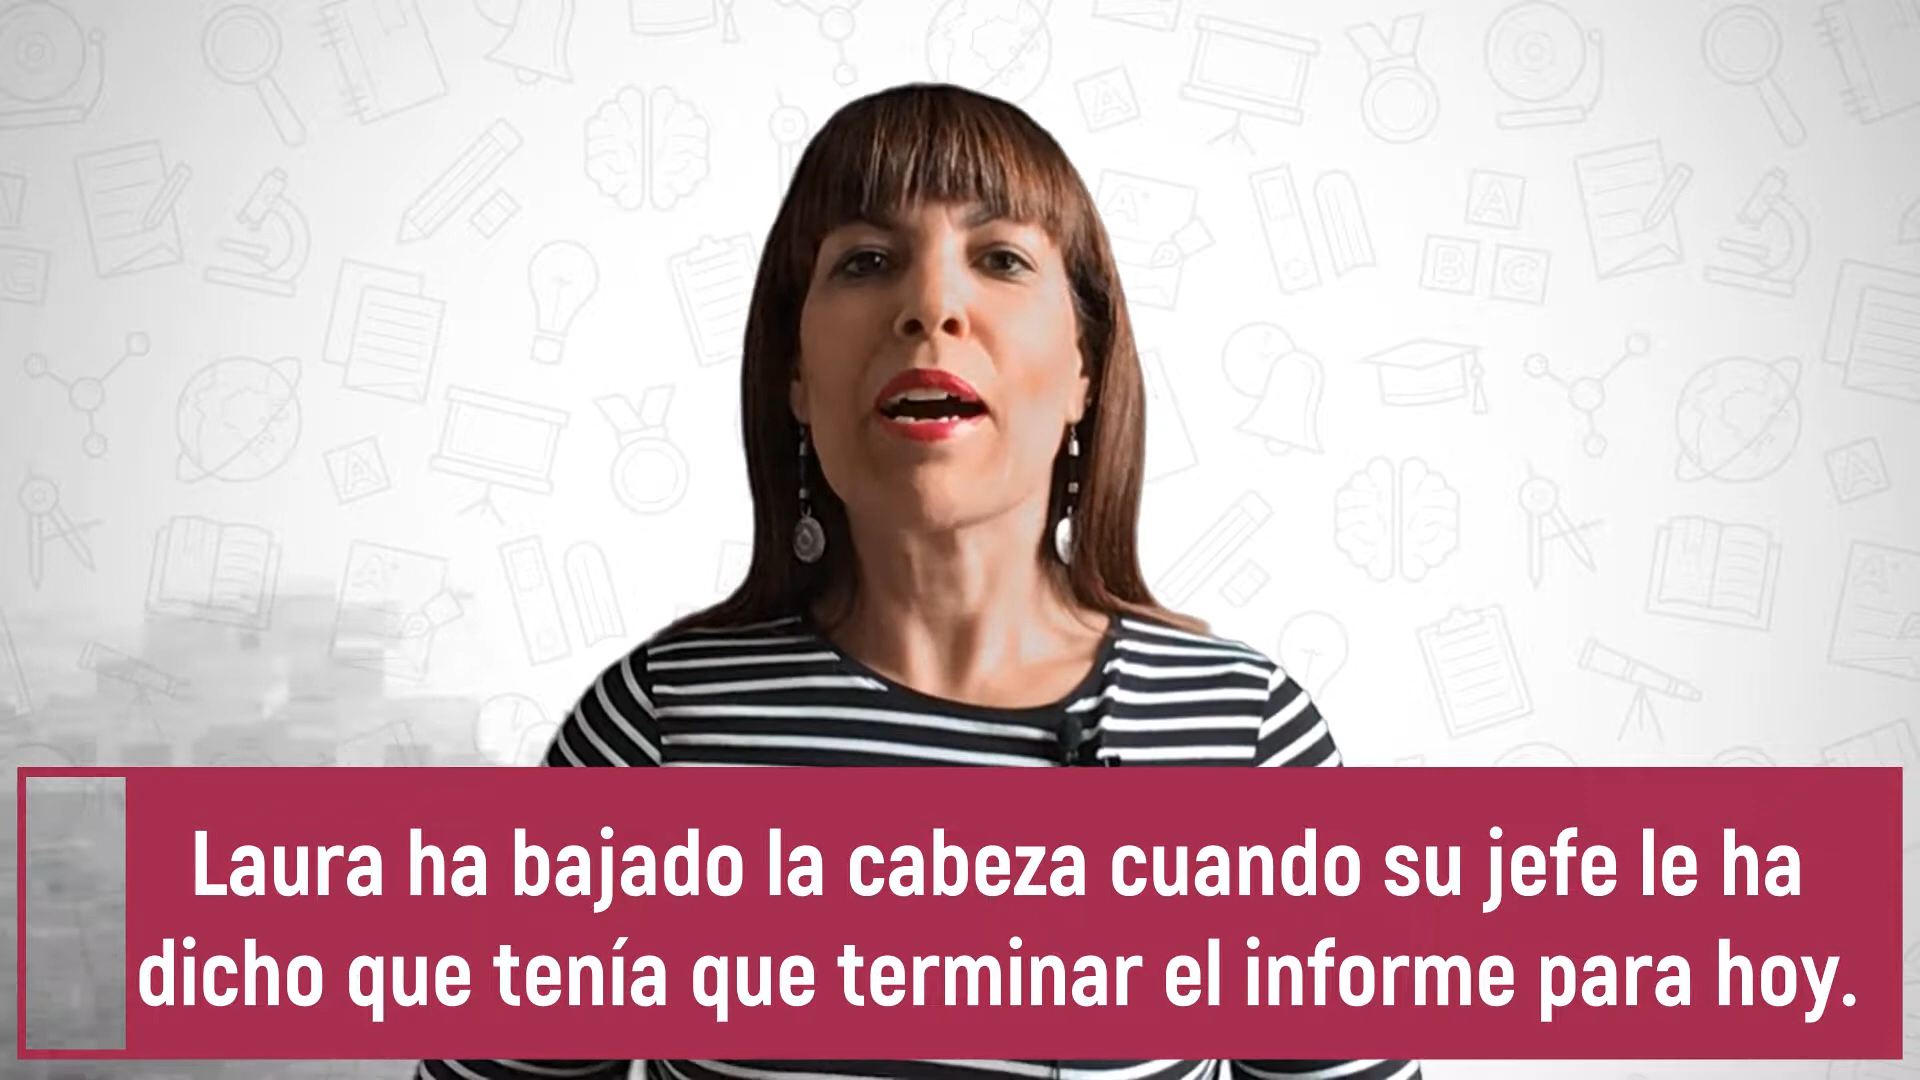 Laura ha bajado la cabeza cuando su jefe le ha
dicho que tenía que terminar el informe para hoy.